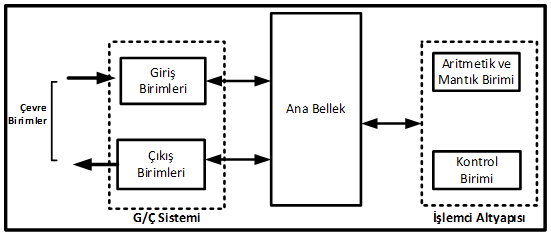 Çevre
Birimler
Giriş
Birimleri
Çıkış
Birimleri
G/Ç Sistemi
Ana Bellek
Aritmetik ve
Mantık Birimi
Kontrol
Birimi
İşlemci Altyapısı